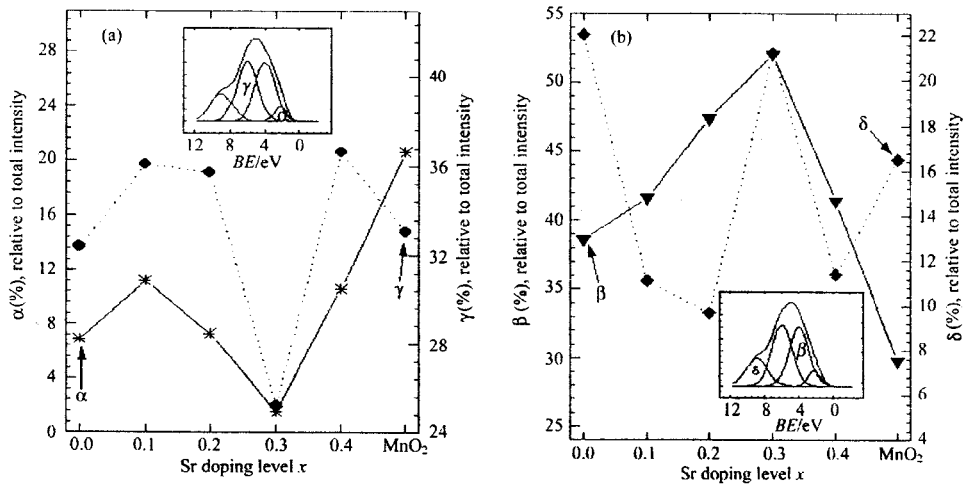 (a)
α(%), relative to total intensity
28
24
20
16
12
8
4
0
γ
α
12 8 4 0
BE/eV
40
36
32
28
24
γ(%), relative to total intensity
α
γ
0.0 0.1 0.2 0.3 0.4 MnO₂
Sr doping level x
(b)
β (%), relative to total intensity
55
50
45
40
35
30
25
β
δ
δ
β
12 8 4 0
BE/eV
22
20
18
16
14
12
10
8
6
4
δ (%), relative to total intensity
0.0 0.1 0.2 0.3 0.4 MnO₂
Sr doping level x